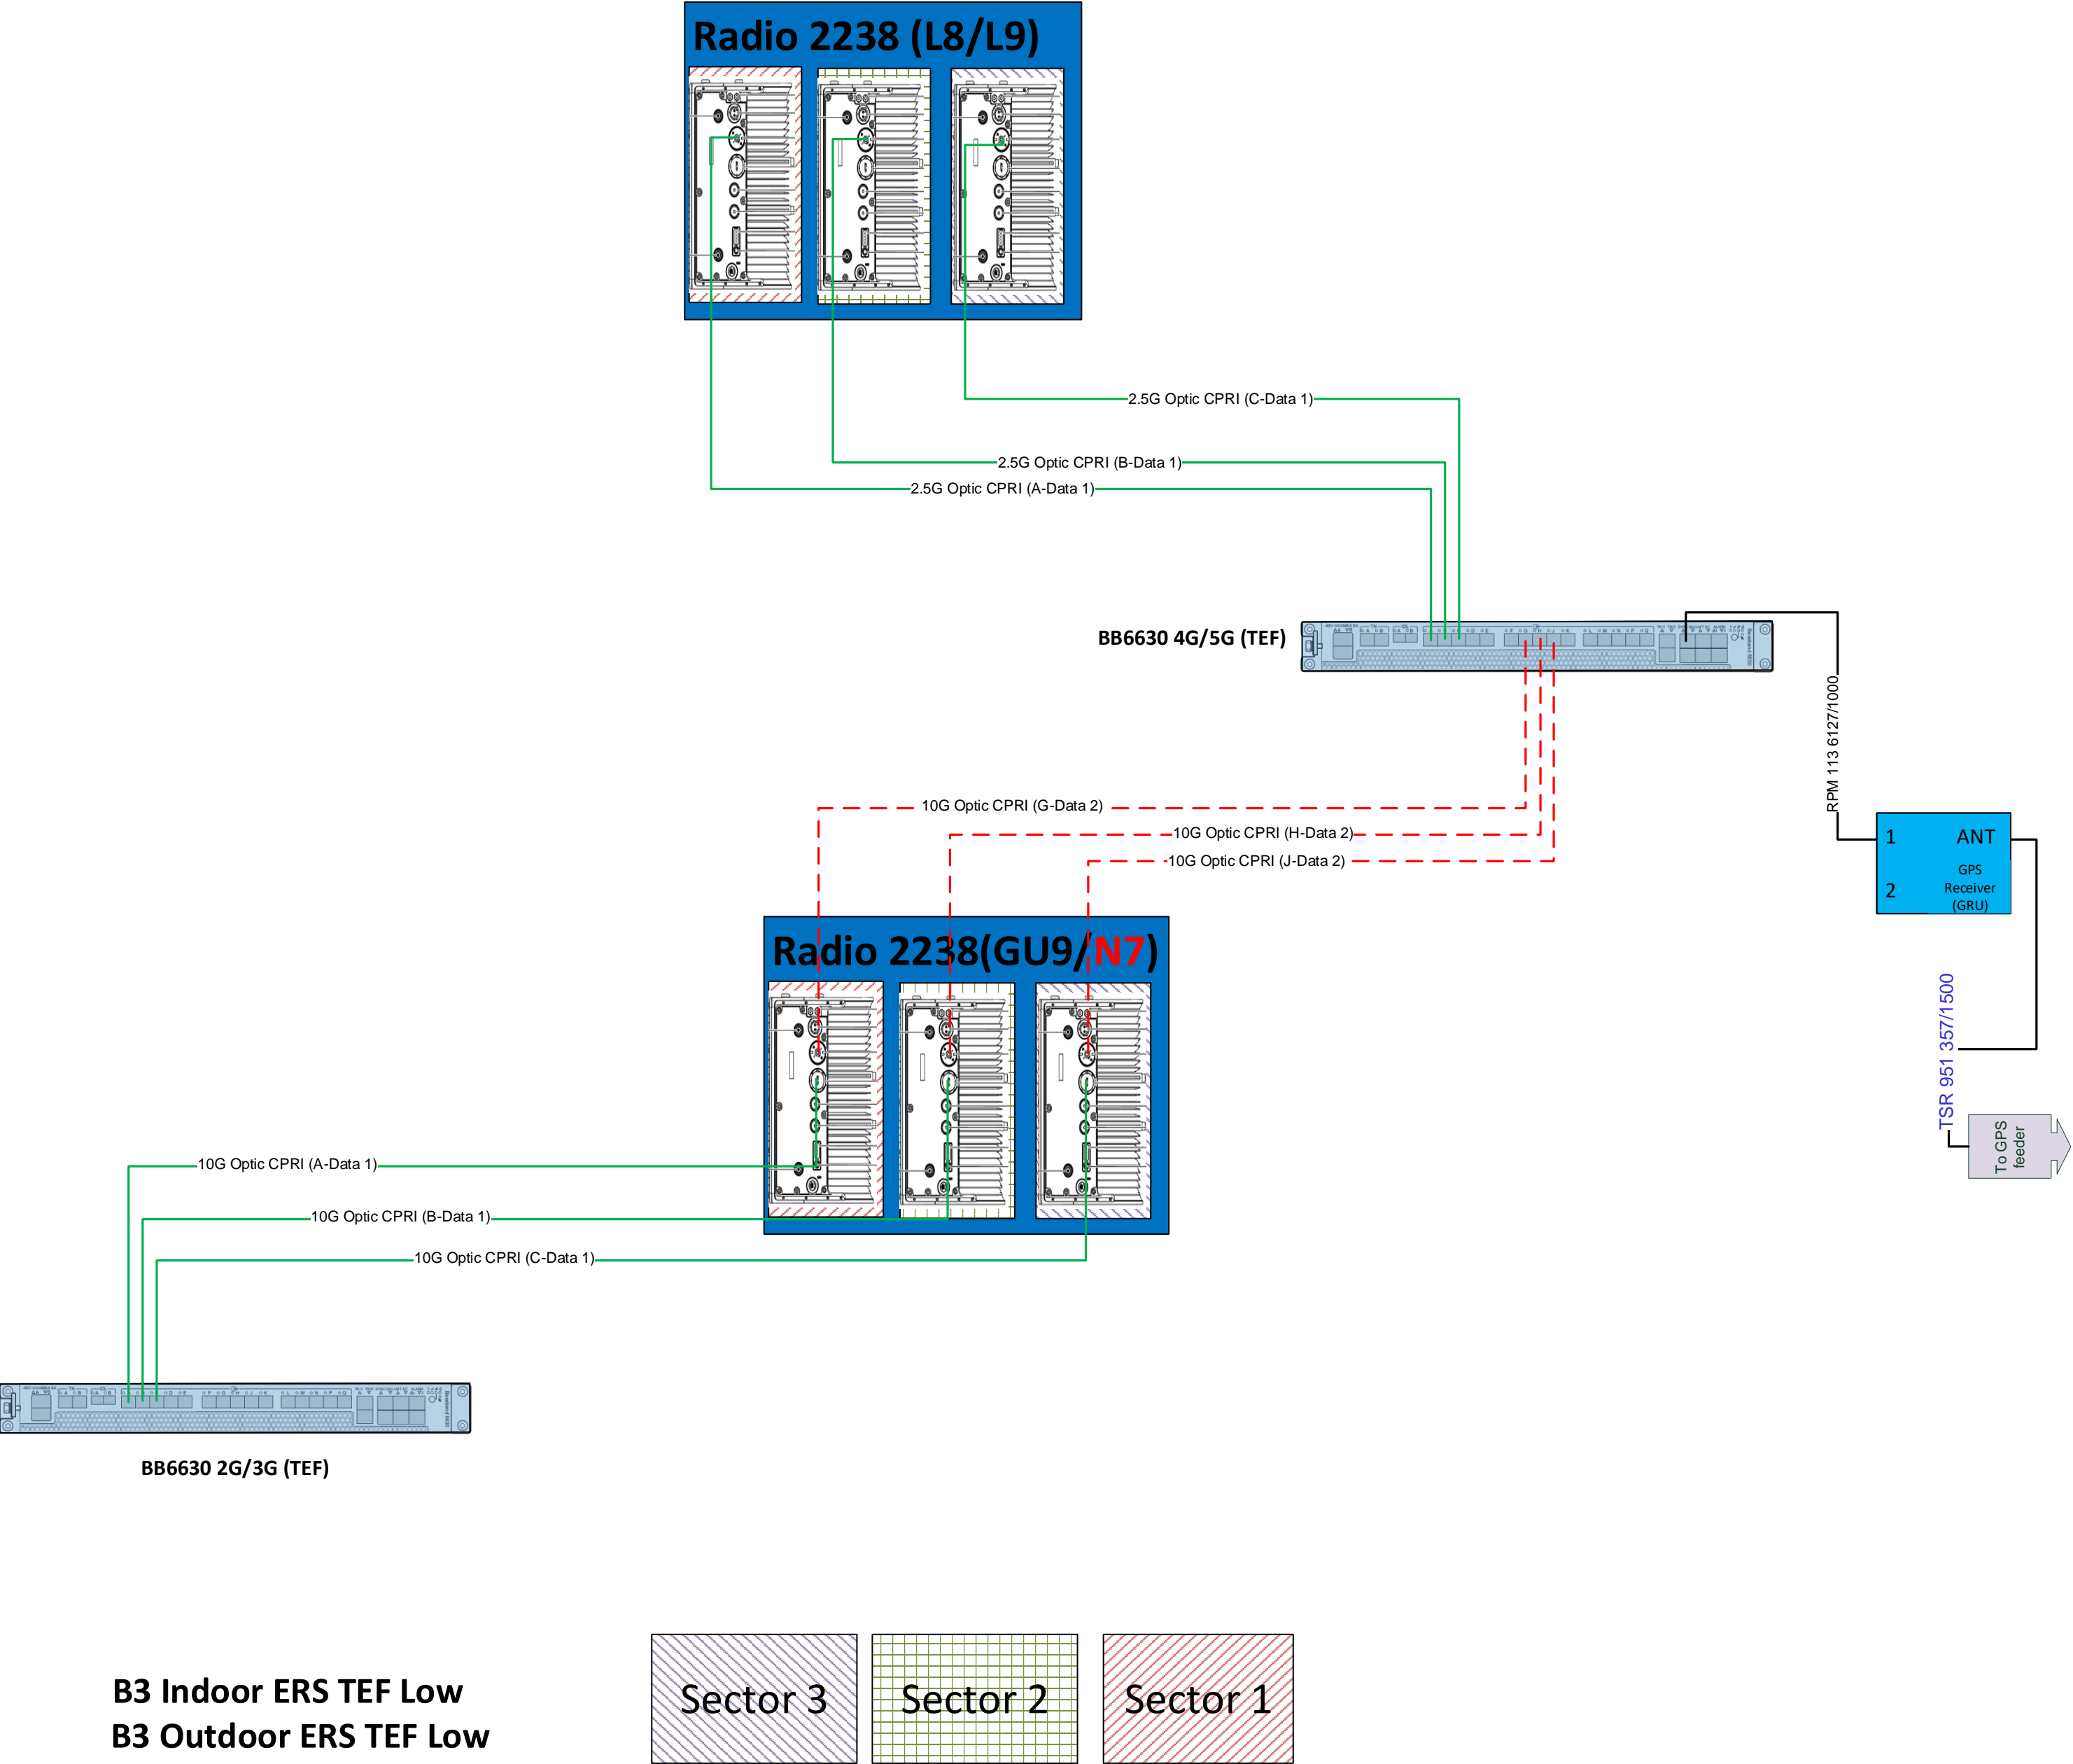 Radio 2238 (L8/L9)
2.5G Optic CPRI (C-Data 1)
2.5G Optic CPRI (B-Data 1)
2.5G Optic CPRI (A-Data 1)
BB6630 4G/5G (TEF)
RPM 113 6127/1000
10G Optic CPRI (G-Data 2)
10G Optic CPRI (H-Data 2)
10G Optic CPRI (J-Data 2)
1 ANT
2 GPS
Receiver
(GRU)
Radio 2238(GU9/N7)
TSR 951 357/1500
To GPS
feeder
10G Optic CPRI (A-Data 1)
10G Optic CPRI (B-Data 1)
10G Optic CPRI (C-Data 1)
BB6630 2G/3G (TEF)
B3 Indoor ERS TEF Low
B3 Outdoor ERS TEF Low
Sector 3
Sector 2
Sector 1